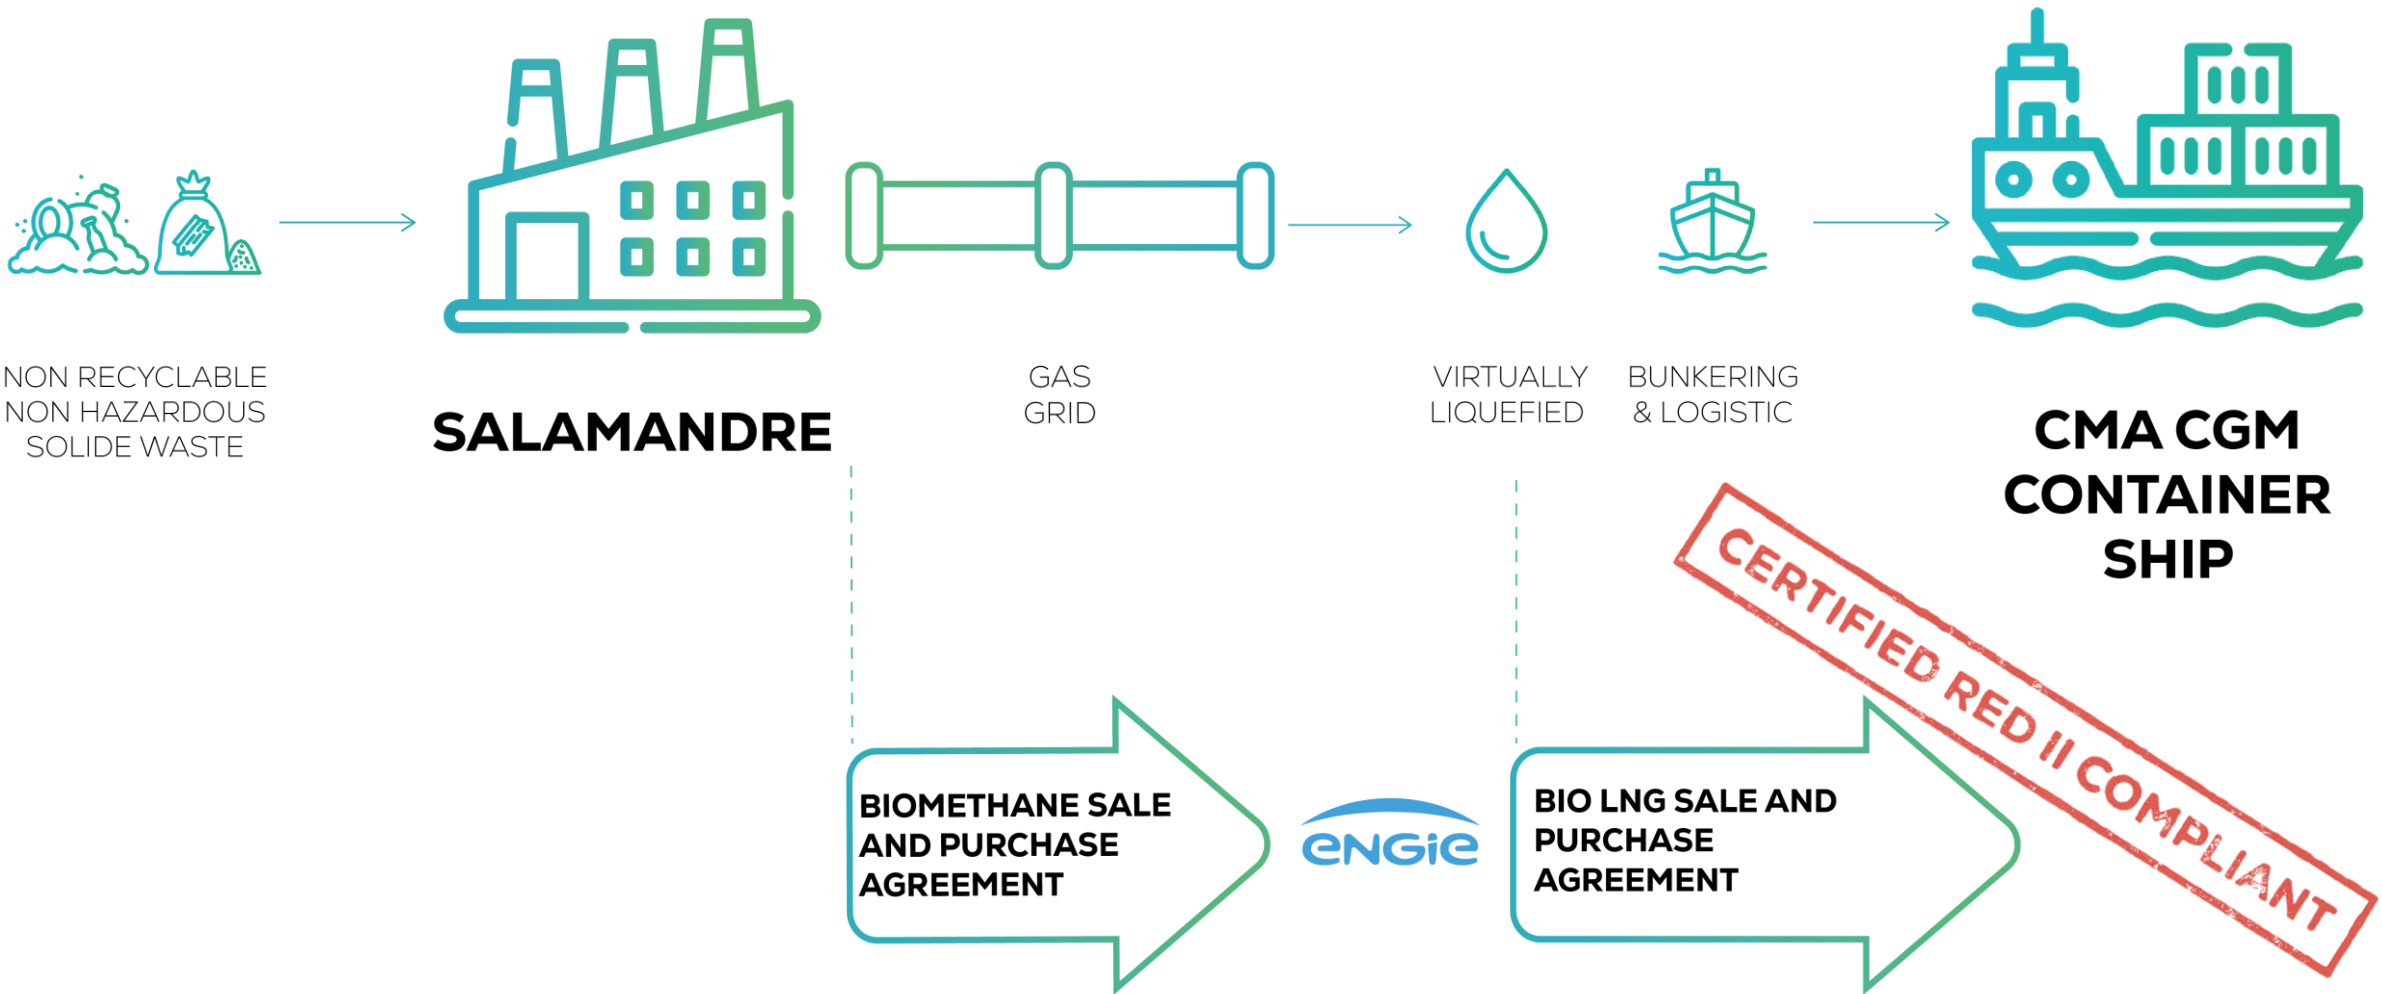 NON RECYCLABLE
NON HAZARDOUS
SOLIDE WASTE
SALAMANDRE
GAS
GRID
VIRTUALLY
LIQUEFIED
BUNKERING
& LOGISTIC
CMA CGM
CONTAINER
SHIP
CERTIFIED RED II COMPLIANT
BIOMETHANE SALE
AND PURCHASE
AGREEMENT
eNGie
BIO LNG SALE AND
PURCHASE
AGREEMENT